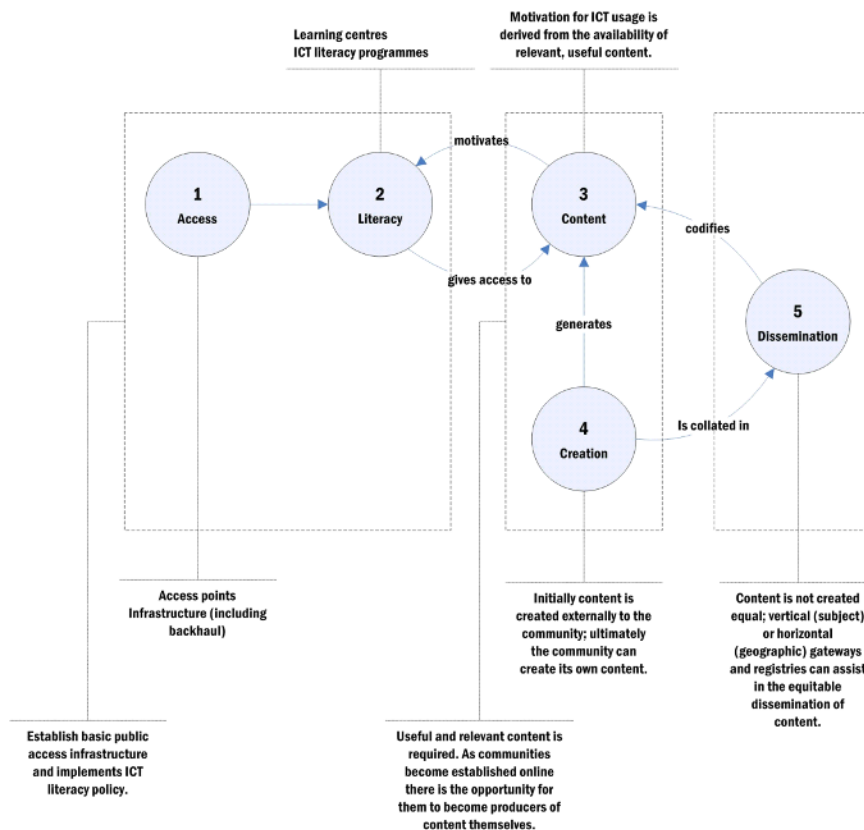 Learning centres
ICT literacy programmes
Motivation for ICT usage is
derived from the availability of
relevant, useful content.
motivates
1
Access
2
Literacy
3
Content
codifies
gives access to
5
Dissemination
generates
4
Creation
Is collated in
Access points
Infrastructure (including
backhaul)
Initially content is
created externally to the
community; ultimately
the community can
create its own content.
Content is not created
equal; vertical (subject)
or horizontal
(geographic) gateways
and registries can assist
in the equitable
dissemination of
content.
Establish basic public
access infrastructure
and implements ICT
literacy policy.
Useful and relevant content is
required. As communities
become established online
there is the opportunity for
them to become producers of
content themselves.